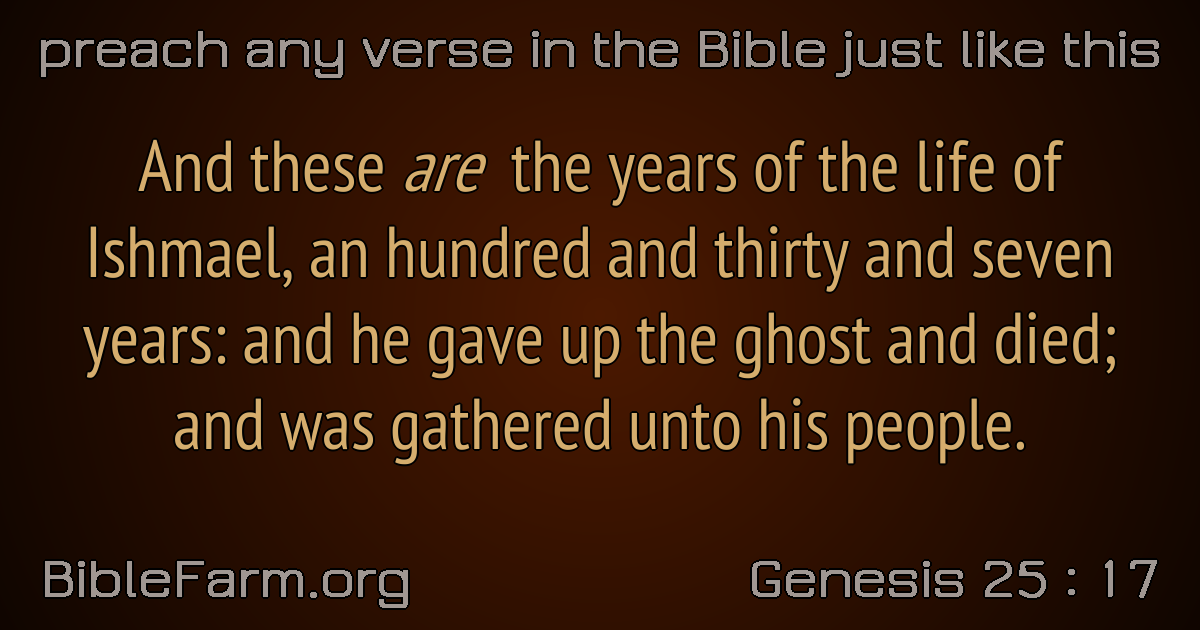 preach any verse in the Bible just like this
And these are the years of the life of
Ishmael, an hundred and thirty and seven
years: and he gave up the ghost and died;
and was gathered unto his people.
BibleFarm.org
Genesis 25 : 17